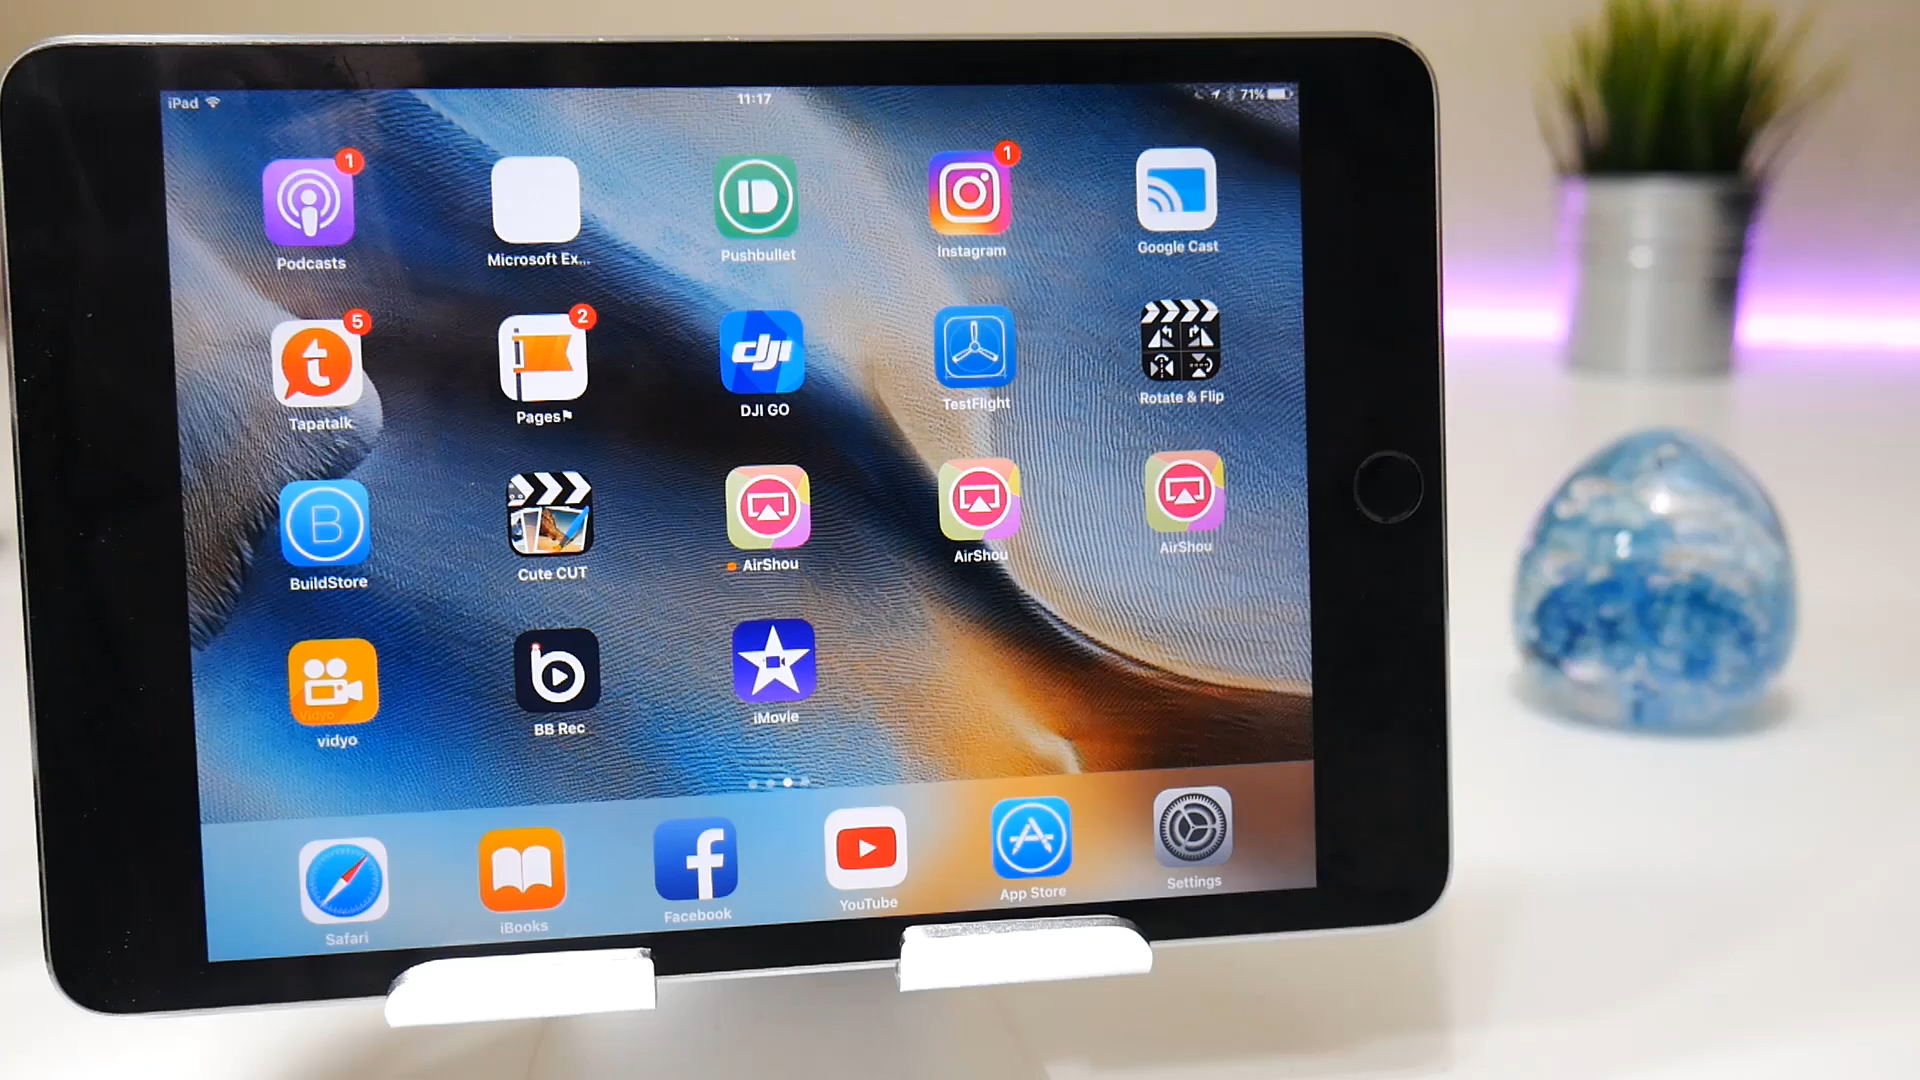 iPad 11:17 71%
1 1
Podcasts Microsoft Ex... Pushbullet Instagram Google Cast
5 2
t dji
Tapatalk Pages DJI GO TestFlight Rotate & Flip
B
BuildStore Cute CUT AirShou AirShou AirShou
Vidyo b
vidyo BB Rec iMovie
f
Safari iBooks Facebook YouTube App Store Settings